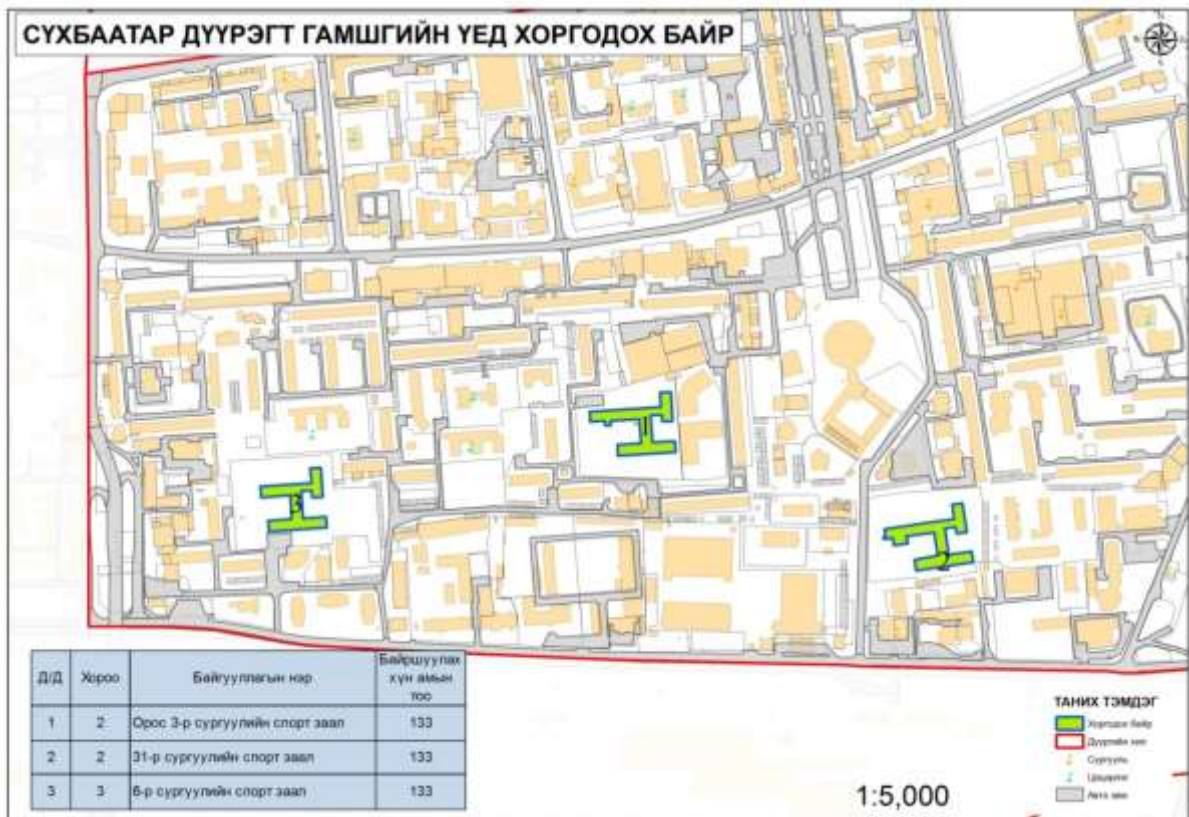 СҮХБААТАР ДҮҮРЭГТ ГАМШГИЙН ҮЕД ХОРГОДОХ БАЙР
Д/Д Хороо Байгууллагын нэр Байршуулах хүн амын тоо
1 2 Орос 3-р сургуулийн спорт заал 133
2 2 31-р сургуулийн спорт заал 133
3 3 6-р сургуулийн спорт заал 133
1:5,000
ТАНИХ ТЭМДЭГ
Хоргодох байр
Дүүргийн хил
Сургууль
Цэцэрлэг
Авто зам